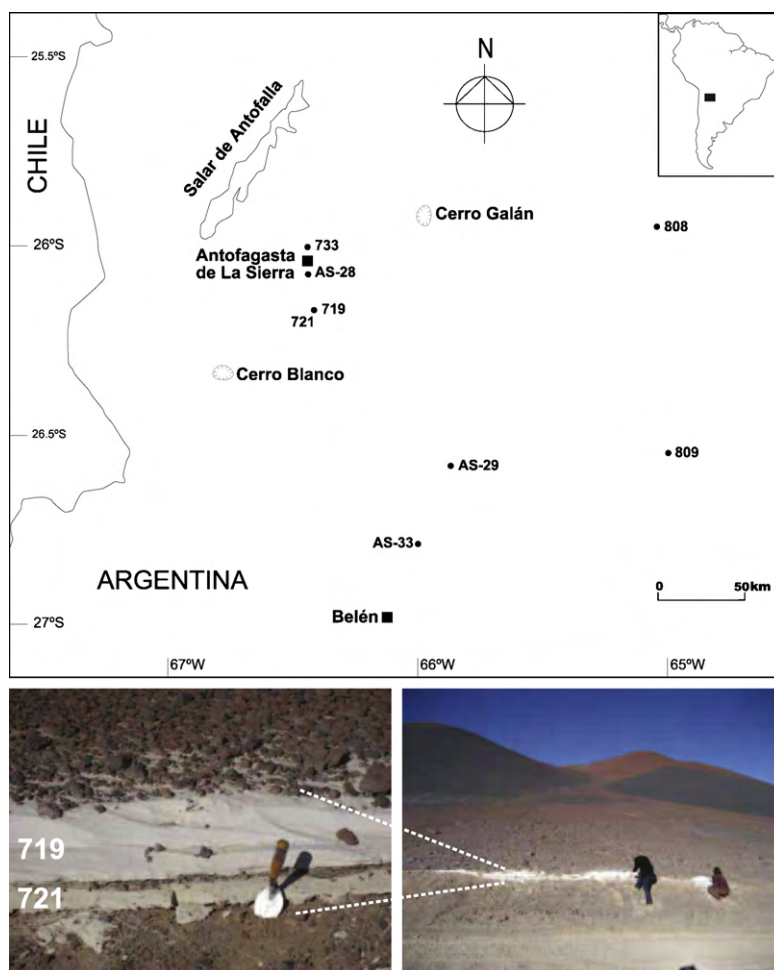 25.5ºS
N
CHILE
Salar de Antofalla
Cerro Galán
26ºS
733
808
Antofagasta
de La Sierra
AS-28
719
721
Cerro Blanco
26.5ºS
AS-29
809
AS-33
ARGENTINA
0 50km
Belén
27ºS
67ºW
66ºW
65ºW
719
721